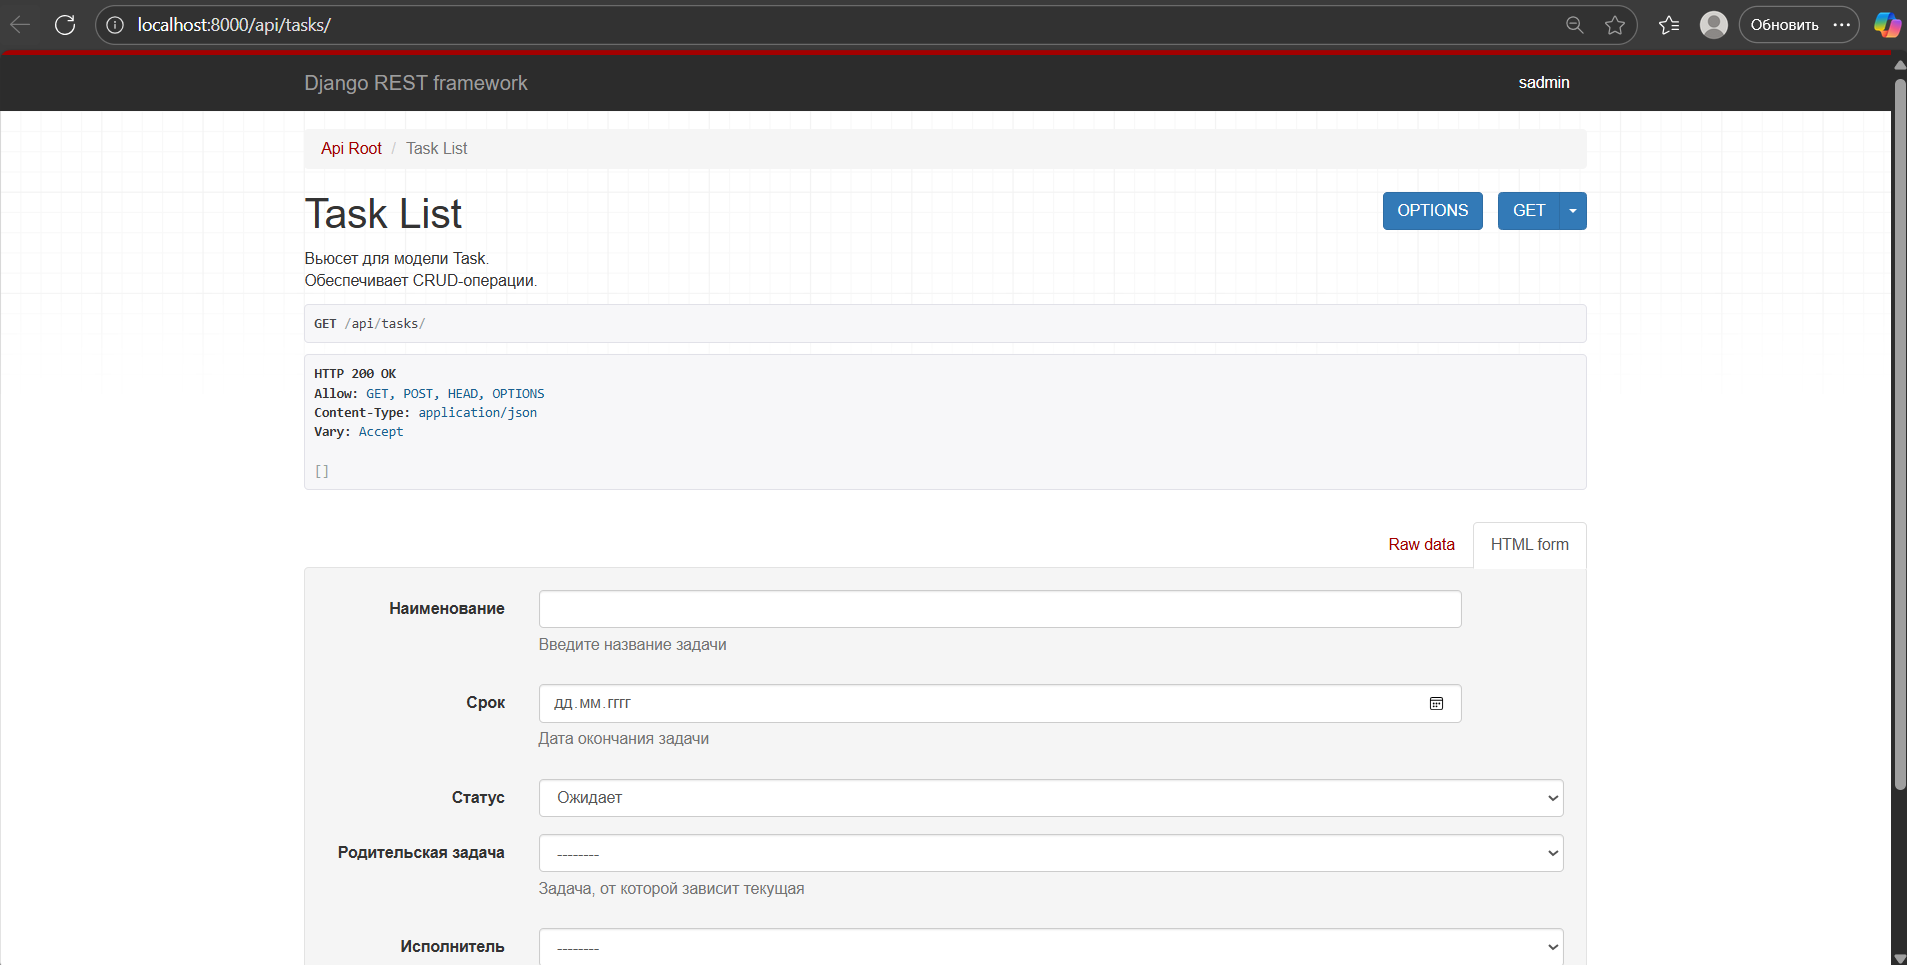 localhost:8000/api/tasks/
Обновить
Django REST framework
sadmin
Api Root / Task List
Task List
OPTIONS
GET
Вьюсет для модели Task.
Обеспечивает CRUD-операции.
GET /api/tasks/
HTTP 200 OK
Allow: GET, POST, HEAD, OPTIONS
Content-Type: application/json
Vary: Accept
[]
Raw data
HTML form
Наименование
Введите название задачи
Срок
дд.мм.гггг
Дата окончания задачи
Статус
Ожидает
Родительская задача
--------
Задача, от которой зависит текущая
Исполнитель
--------